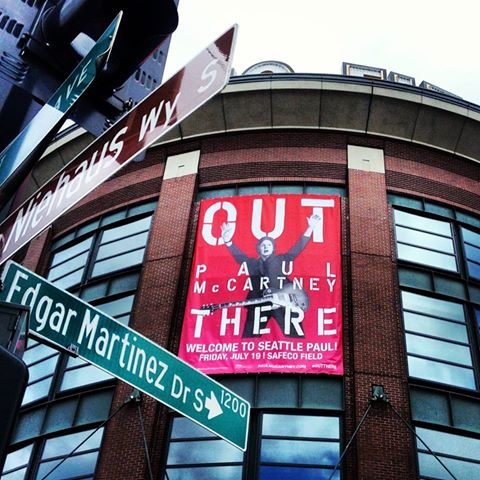 AVE S
Niehaus Wy S
Edgar Martinez Dr S
1200
OUT
PAUL
McCARTNEY
THERE
WELCOME TO SEATTLE PAUL!
FRIDAY, JULY 19 | SAFECO FIELD